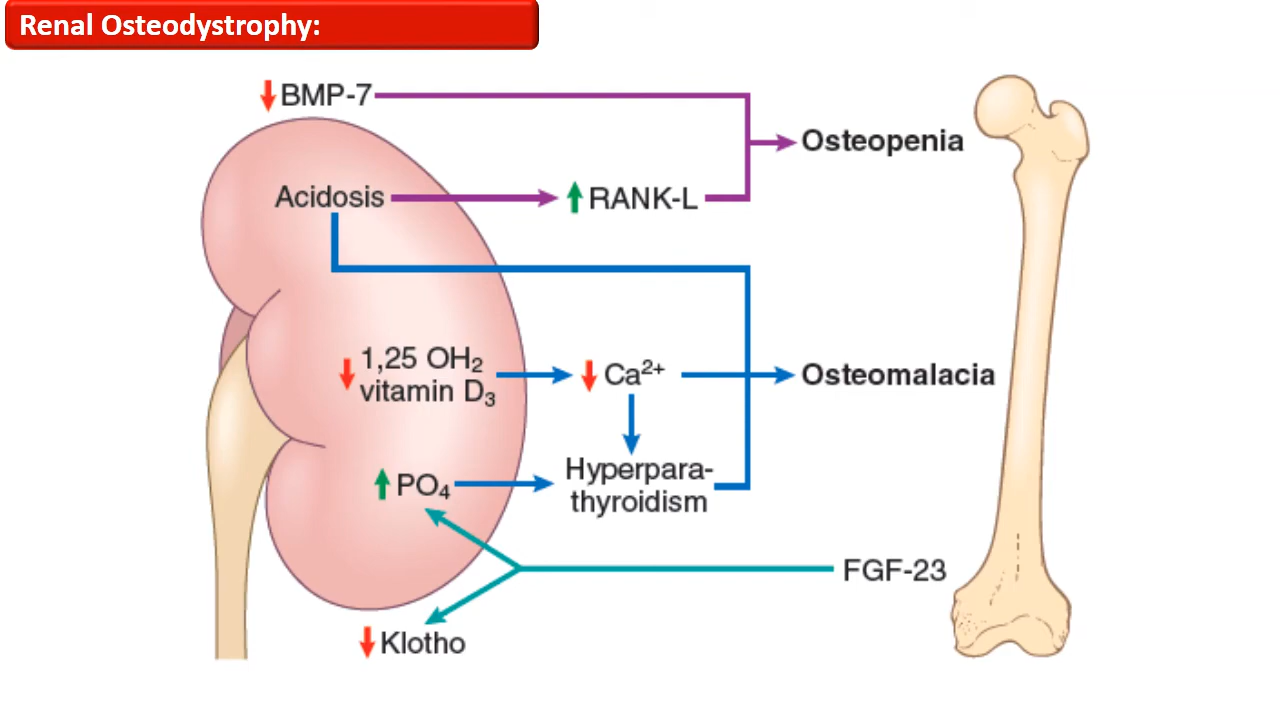 Renal Osteodystrophy:
↓ BMP-7
Osteopenia
Acidosis
↑ RANK-L
↓ 1,25 OH₂
vitamin D₃
↓ Ca²⁺
Osteomalacia
↑ PO₄
Hyperpara-
thyroidism
FGF-23
↓ Klotho